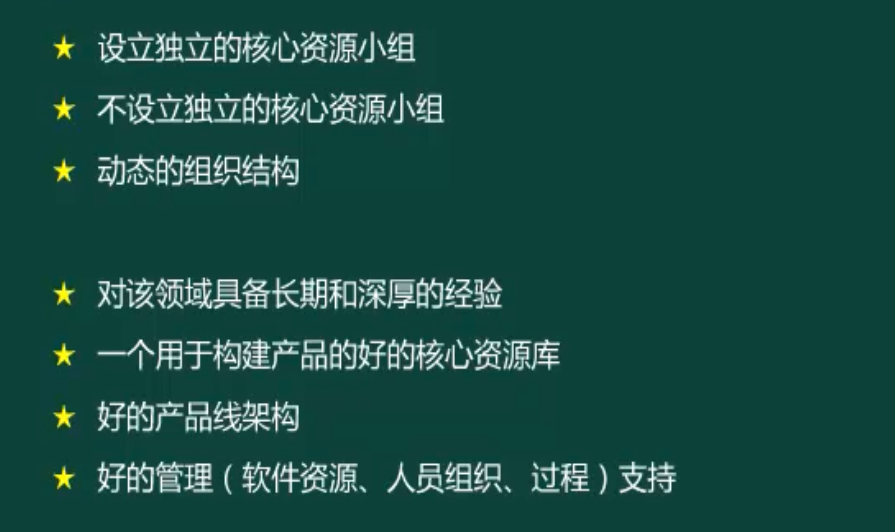 ★ 设立独立的核心资源小组
★ 不设立独立的核心资源小组
★ 动态的组织结构
★ 对该领域具备长期和深厚的经验
★ 一个用于构建产品的好的核心资源库
★ 好的产品线架构
★ 好的管理（软件资源、人员组织、过程）支持